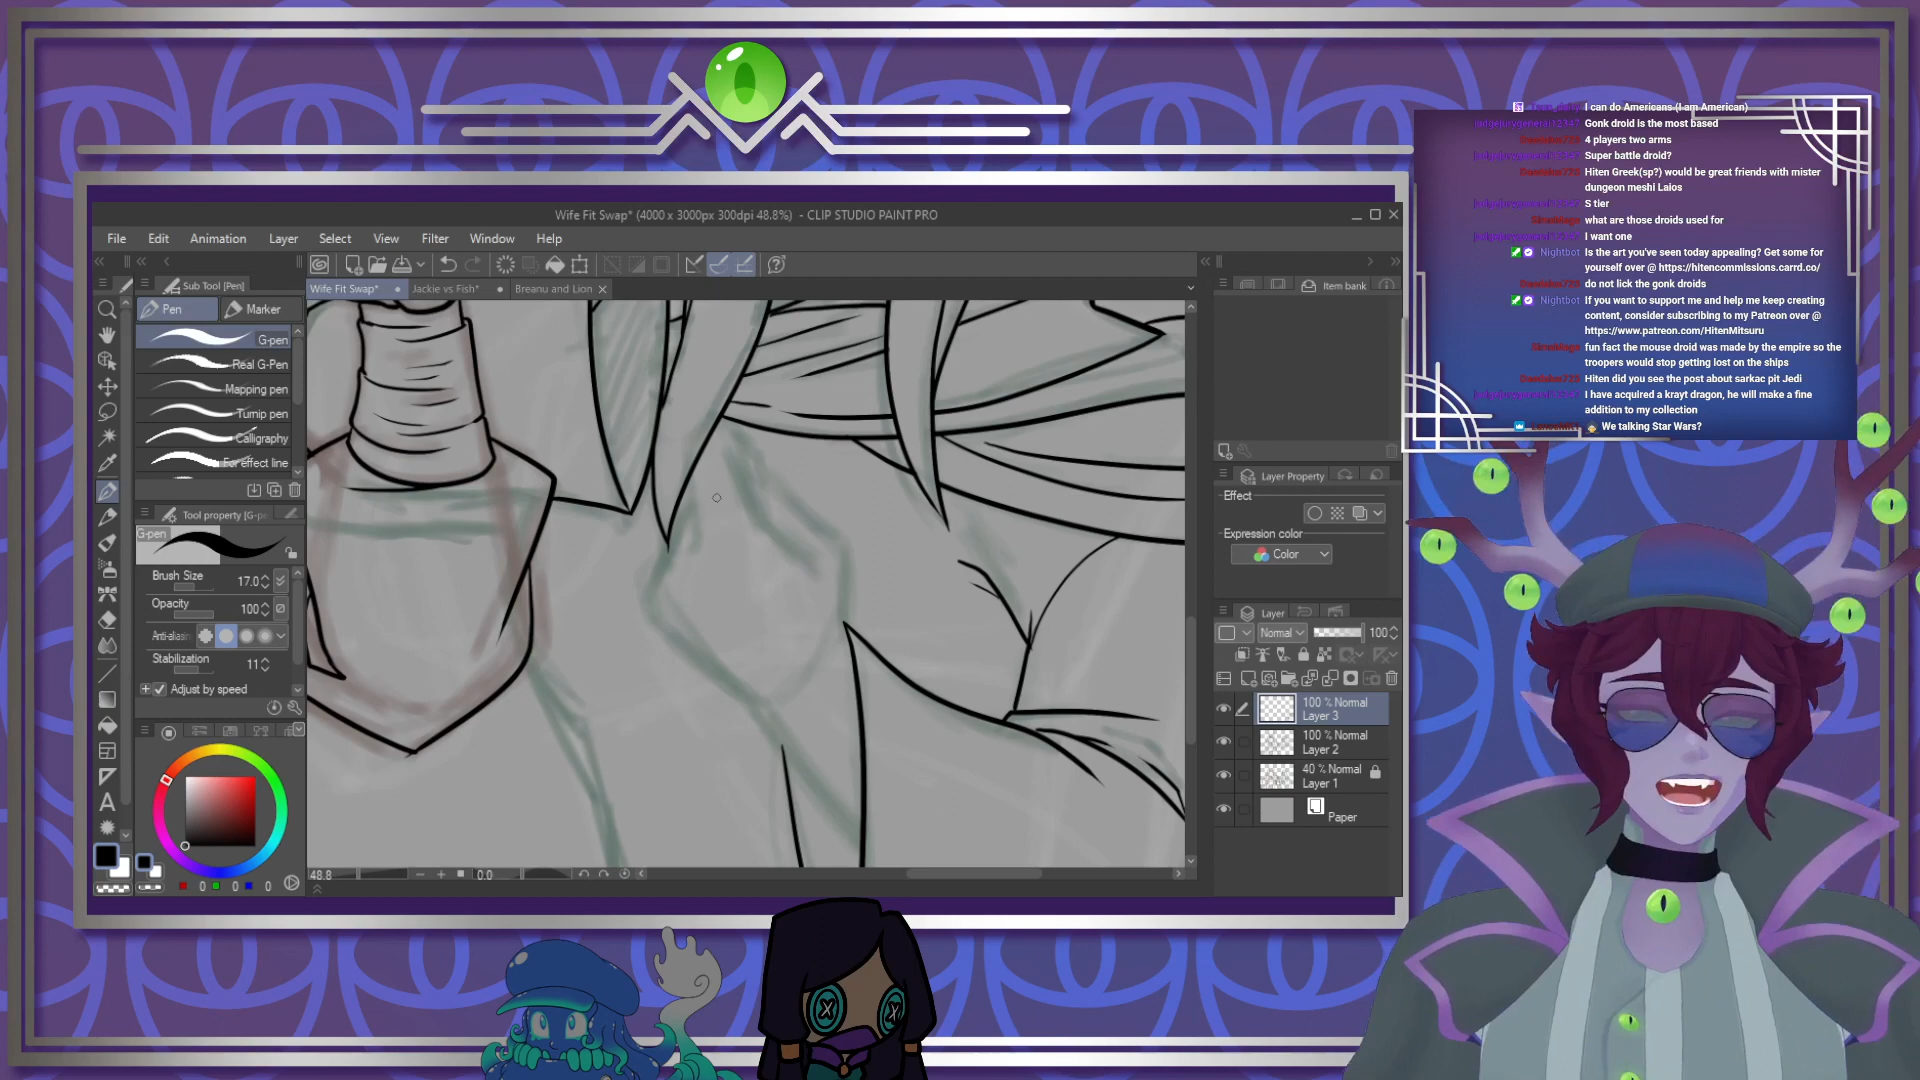 Wife Fit Swap* (4000 x 3000px 300dpi 48.8%) - CLIP STUDIO PAINT PRO
File Edit Animation Layer Select View Filter Window Help
Sub Tool [Pen]
Wife Fit Swap* Jackie vs Fish* Breanu and Lion
Item bank
Pen Marker
G-pen
Real G-Pen
Mapping pen
Turnip pen
Calligraphy
For effect line
Tool property [G-pe
G-pen
Brush Size 17.0
Opacity 100
Anti-aliasin
Stabilization 11
Adjust by speed
0 0 0
48.8 0.0
Layer Property
Effect
Expression color
Color
Layer
Normal 100
100 % Normal
Layer 3
100 % Normal
Layer 2
40 % Normal
Layer 1
Paper
I can do Americans (I am American)
Gonk droid is the most based
4 players two arms
Super battle droid?
Hiten Greek(sp?) would be great friends with mister
dungeon meshi Laios
S tier
what are those droids used for
I want one
Nightbot Is the art you've seen today appealing? Get some for
yourself over @ https://hitencommissions.carrd.co/
do not lick the gonk droids
Nightbot If you want to support me and help me keep creating
content, consider subscribing to my Patreon over @
https://www.patreon.com/HitenMitsuru
fun fact the mouse droid was made by the empire so the
troopers would stop getting lost on the ships
Hiten did you see the post about sarkac pit Jedi
I have acquired a krayt dragon, he will make a fine
addition to my collection
We talking Star Wars?